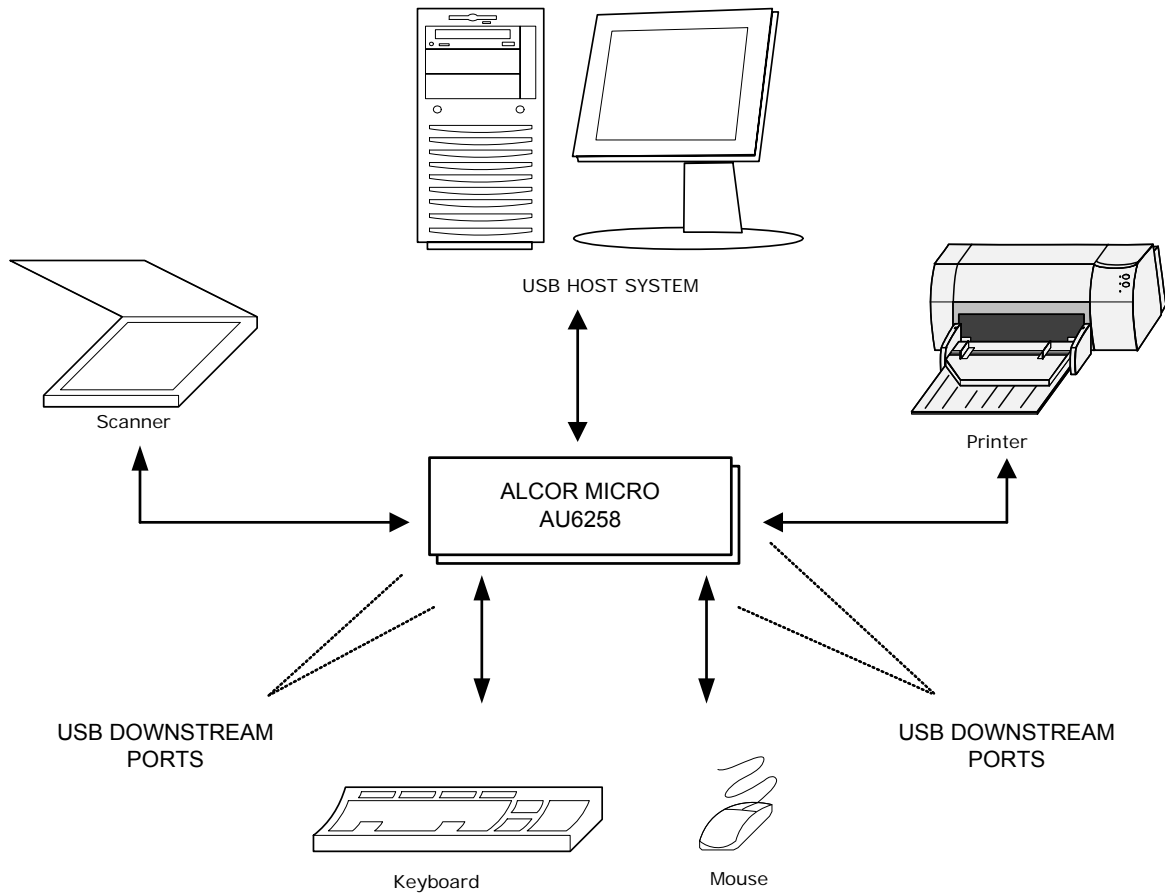 USB HOST SYSTEM
Scanner
Printer
ALCOR MICRO
AU6258
USB DOWNSTREAM
PORTS
USB DOWNSTREAM
PORTS
Keyboard
Mouse